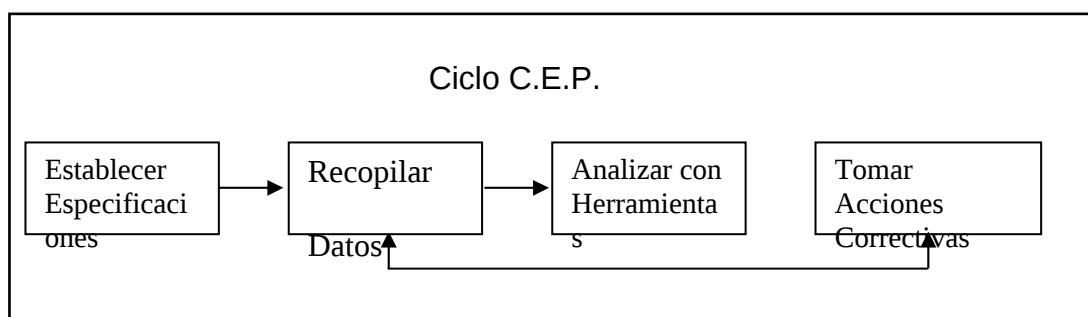 Ciclo C.E.P.
Establecer
Especificaci
ones
Recopilar
Datos
Analizar con
Herramienta
s
Tomar
Acciones
Correctivas